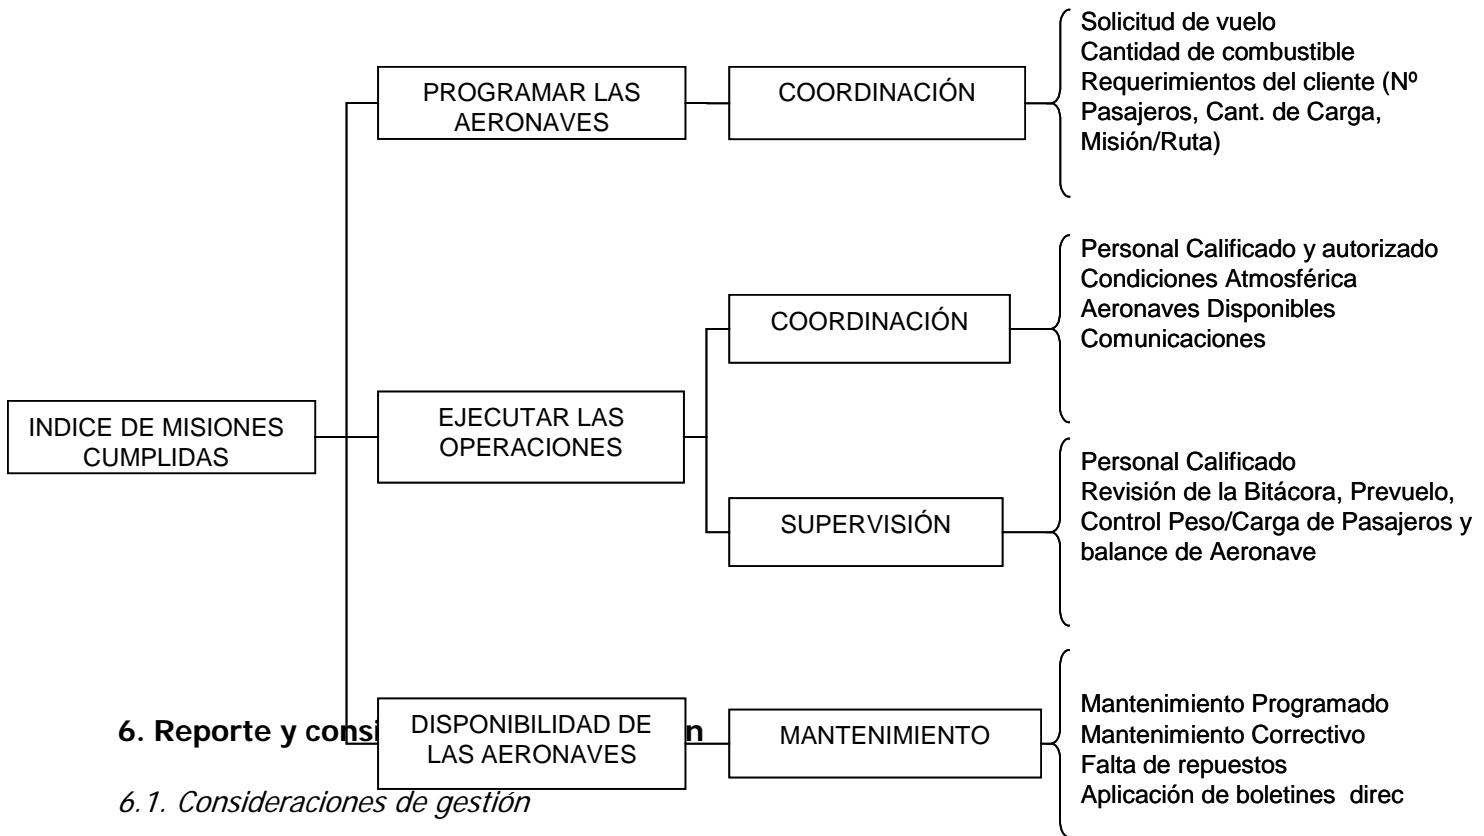 Solicitud de vuelo
Cantidad de combustible
Requerimientos del cliente (Nº
Pasajeros, Cant. de Carga,
Misión/Ruta)
PROGRAMAR LAS
AERONAVES
COORDINACIÓN
Personal Calificado y autorizado
Condiciones Atmosférica
Aeronaves Disponibles
Comunicaciones
COORDINACIÓN
INDICE DE MISIONES
CUMPLIDAS
EJECUTAR LAS
OPERACIONES
Personal Calificado
Revisión de la Bitácora, Prevuelo,
Control Peso/Carga de Pasajeros y
balance de Aeronave
SUPERVISIÓN
DISPONIBILIDAD DE
LAS AERONAVES
MANTENIMIENTO
Mantenimiento Programado
Mantenimiento Correctivo
Falta de repuestos
Aplicación de boletines direc
6. Reporte y
6.1. Consideraciones de gestión